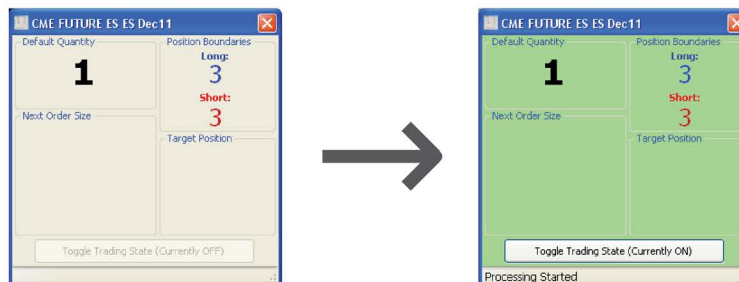 CME FUTURE ES ES Dec11
Default Quantity
1
Position Boundaries
Long:
3
Short:
3
Next Order Size
Target Position
Toggle Trading State (Currently OFF)
CME FUTURE ES ES Dec11
Default Quantity
1
Position Boundaries
Long:
3
Short:
3
Next Order Size
Target Position
Toggle Trading State (Currently ON)
Processing Started